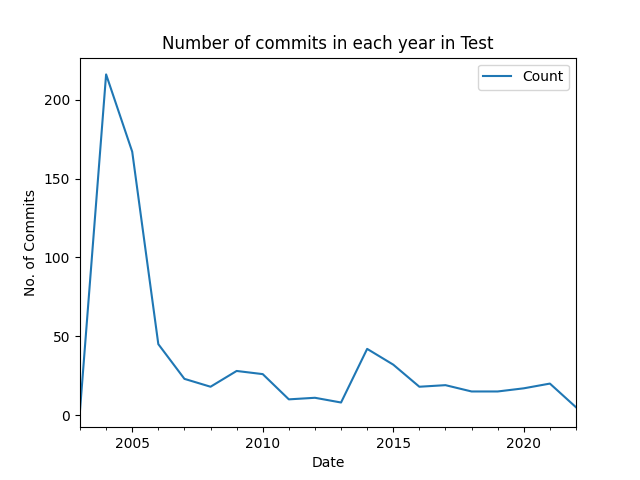 Number of commits in each year in Test
Count
200
150
100
50
0
No. of Commits
2005
2010
2015
2020
Date